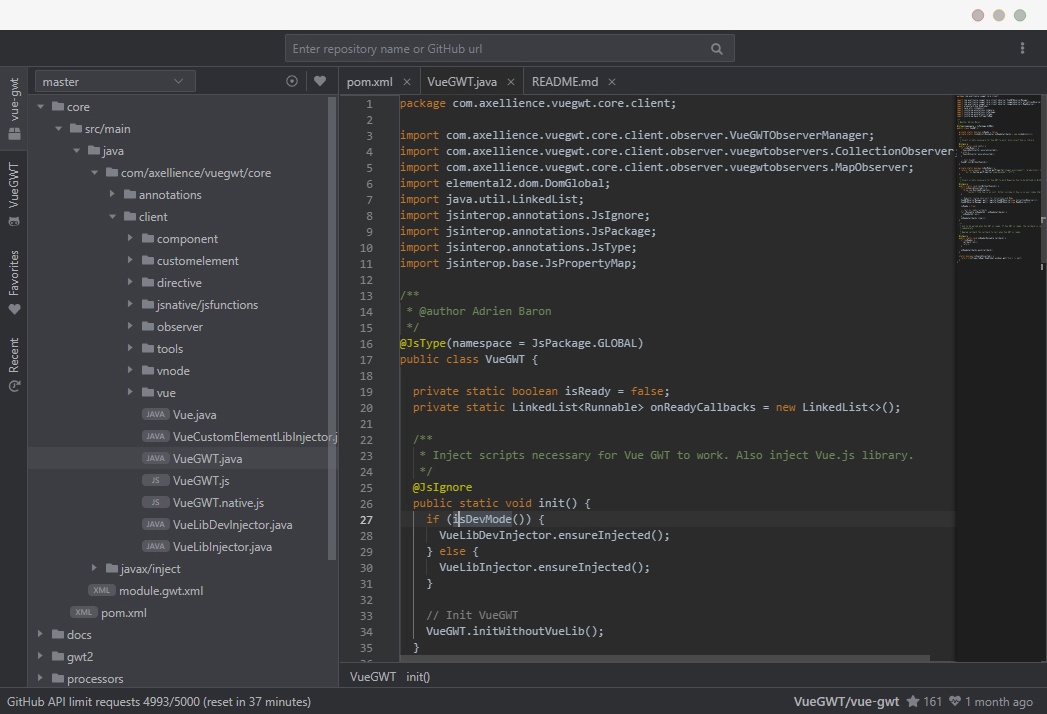 Enter repository name or GitHub url
vue-gwt
VueGWT
Favorites
Recent
master
core
src/main
java
com/axellience/vuegwt/core
annotations
client
component
customelement
directive
jsnative/jsfunctions
observer
tools
vnode
vue
JAVA Vue.java
JAVA VueCustomElementLibInjector.j
JAVA VueGWT.java
JS VueGWT.js
JS VueGWT.native.js
JAVA VueLibDevInjector.java
JAVA VueLibInjector.java
javax/inject
XML module.gwt.xml
XML pom.xml
docs
gwt2
processors
pom.xml × VueGWT.java × README.md ×
1 package com.axellience.vuegwt.core.client;
2
3 import com.axellience.vuegwt.core.client.observer.VueGWTObserverManager;
4 import com.axellience.vuegwt.core.client.observer.vuegwtobservers.CollectionObserver
5 import com.axellience.vuegwt.core.client.observer.vuegwtobservers.MapObserver;
6 import elemental2.dom.DomGlobal;
7 import java.util.LinkedList;
8 import jsinterop.annotations.JsIgnore;
9 import jsinterop.annotations.JsPackage;
10 import jsinterop.annotations.JsType;
11 import jsinterop.base.JsPropertyMap;
12
13 /**
14 * @author Adrien Baron
15 */
16 @JsType(namespace = JsPackage.GLOBAL)
17 public class VueGWT {
18
19 private static boolean isReady = false;
20 private static LinkedList<Runnable> onReadyCallbacks = new LinkedList<>();
21
22 /**
23 * Inject scripts necessary for Vue GWT to work. Also inject Vue.js library.
24 */
25 @JsIgnore
26 public static void init() {
27 if (isDevMode()) {
28 VueLibDevInjector.ensureInjected();
29 } else {
30 VueLibInjector.ensureInjected();
31 }
32
33 // Init VueGWT
34 VueGWT.initWithoutVueLib();
35 }
VueGWT init()
GitHub API limit requests 4993/5000 (reset in 37 minutes)
VueGWT/vue-gwt 161 1 month ago